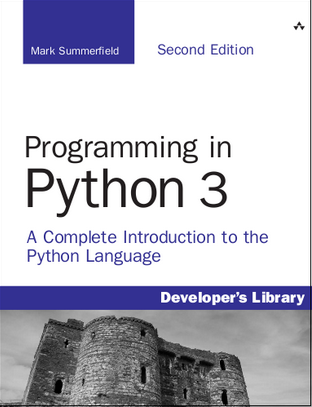 Mark Summerfield
Second Edition
Programming in
Python 3
A Complete Introduction to the
Python Language
Developer's Library